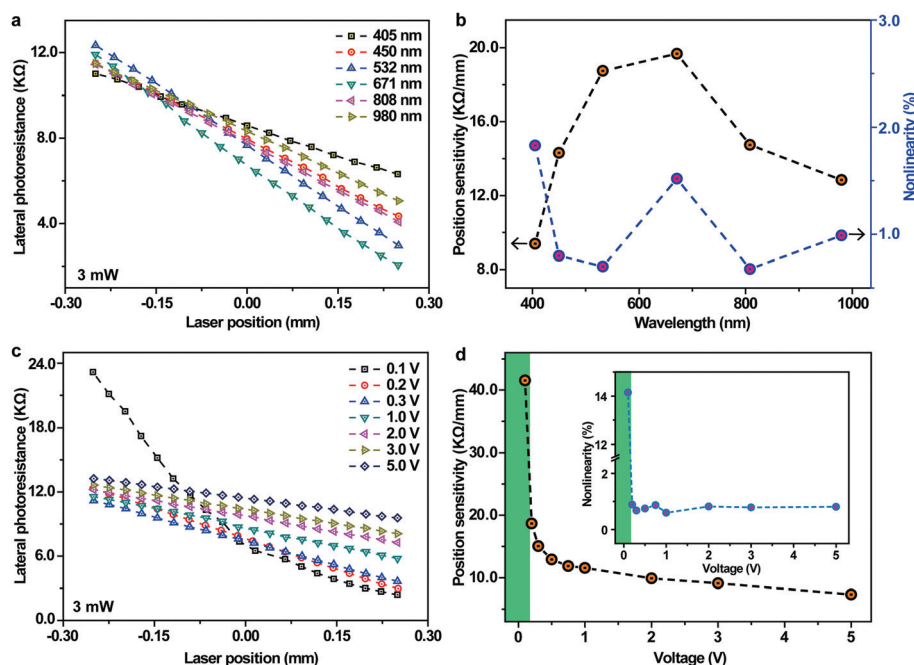 a
Lateral photoresistance (KΩ)
12.0
8.0
4.0
405 nm
450 nm
532 nm
671 nm
808 nm
980 nm
3 mW
-0.30
-0.15
0.00
0.15
0.30
Laser position (mm)
b
Position sensitivity (KΩ/mm)
20.0
16.0
12.0
8.0
3.0
2.0
1.0
Nonlinearity (%)
400
600
800
1000
Wavelength (nm)
c
Lateral photoresistance (KΩ)
24.0
18.0
12.0
6.0
0.0
0.1 V
0.2 V
0.3 V
1.0 V
2.0 V
3.0 V
5.0 V
3 mW
-0.30
-0.15
0.00
0.15
0.30
Laser position (mm)
d
Position sensitivity (KΩ/mm)
40.0
30.0
20.0
10.0
Nonlinearity (%)
14
12
2
0
0
1
2
3
4
5
Voltage (V)
0
1
2
3
4
5
Voltage (V)